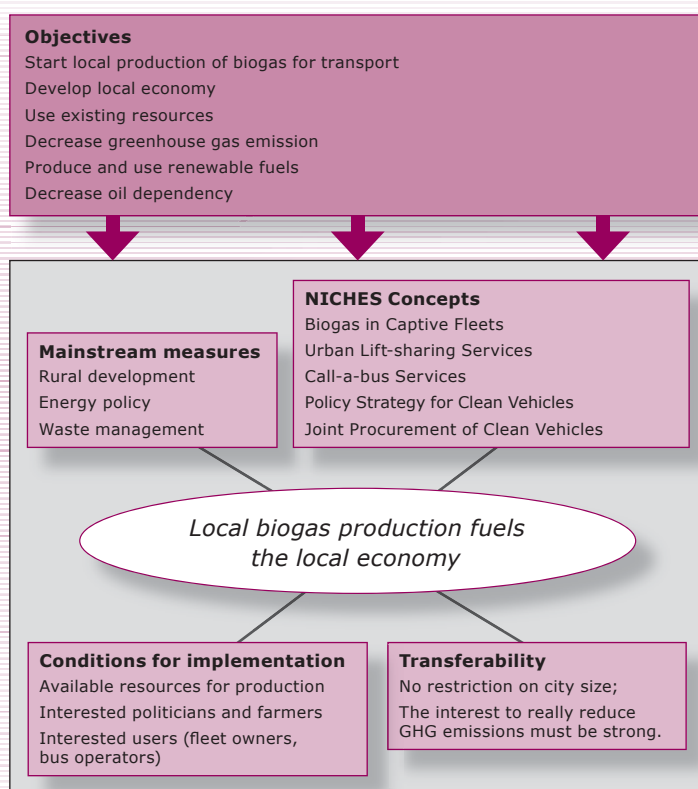 Objectives
Start local production of biogas for transport
Develop local economy
Use existing resources
Decrease greenhouse gas emission
Produce and use renewable fuels
Decrease oil dependency
NICHES Concepts
Biogas in Captive Fleets
Urban Lift-sharing Services
Call-a-bus Services
Policy Strategy for Clean Vehicles
Joint Procurement of Clean Vehicles
Mainstream measures
Rural development
Energy policy
Waste management
Local biogas production fuels
the local economy
Conditions for implementation
Available resources for production
Interested politicians and farmers
Interested users (fleet owners,
bus operators)
Transferability
No restriction on city size;
The interest to really reduce
GHG emissions must be strong.